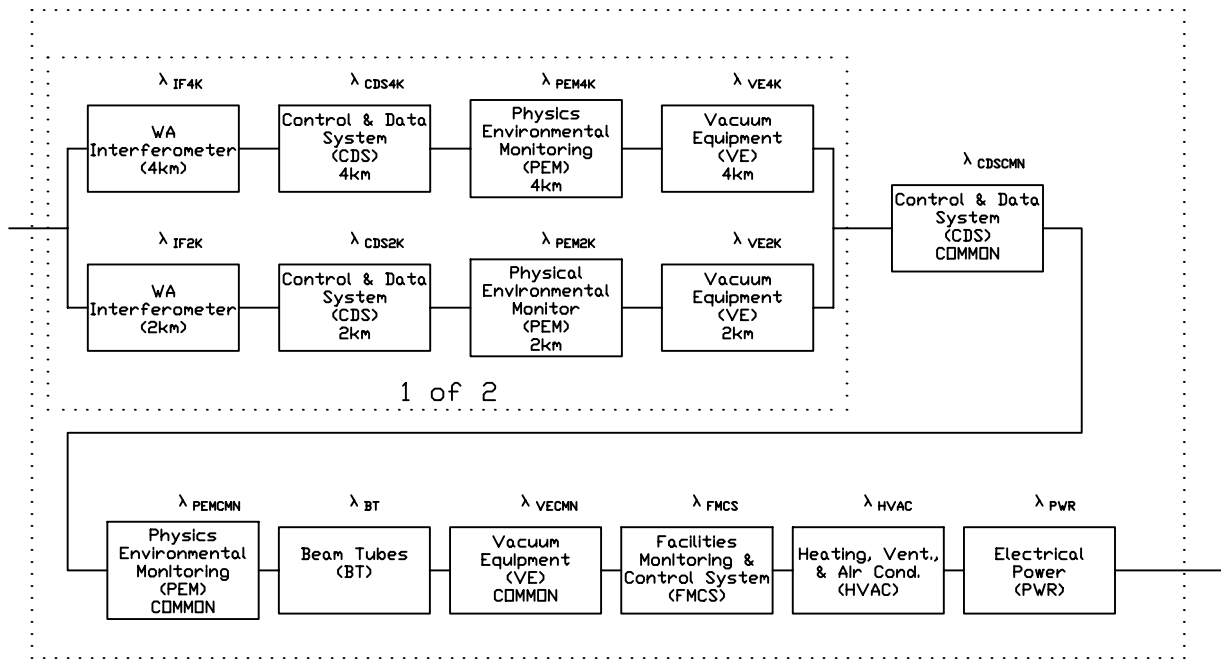 λ IF4K
λ CDS4K
λ PEM4K
λ VE4K
WA
Interferometer
(4km)
Control & Data
System
(CDS)
4km
Physics
Environmental
Monitoring
(PEM)
4km
Vacuum
Equipment
(VE)
4km
λ CDSCMN
Control & Data
System
(CDS)
COMMON
λ IF2K
λ CDS2K
λ PEM2K
λ VE2K
WA
Interferometer
(2km)
Control & Data
System
(CDS)
2km
Physical
Environmental
Monitor
(PEM)
2km
Vacuum
Equipment
(VE)
2km
1 of 2
λ PEMCMN
λ BT
λ VECMN
λ FMCS
λ HVAC
λ PWR
Physics
Environmental
Monitoring
(PEM)
COMMON
Beam Tubes
(BT)
Vacuum
Equipment
(VE)
COMMON
Facilities
Monitoring &
Control System
(FMCS)
Heating, Vent.,
& Air Cond.
(HVAC)
Electrical
Power
(PWR)